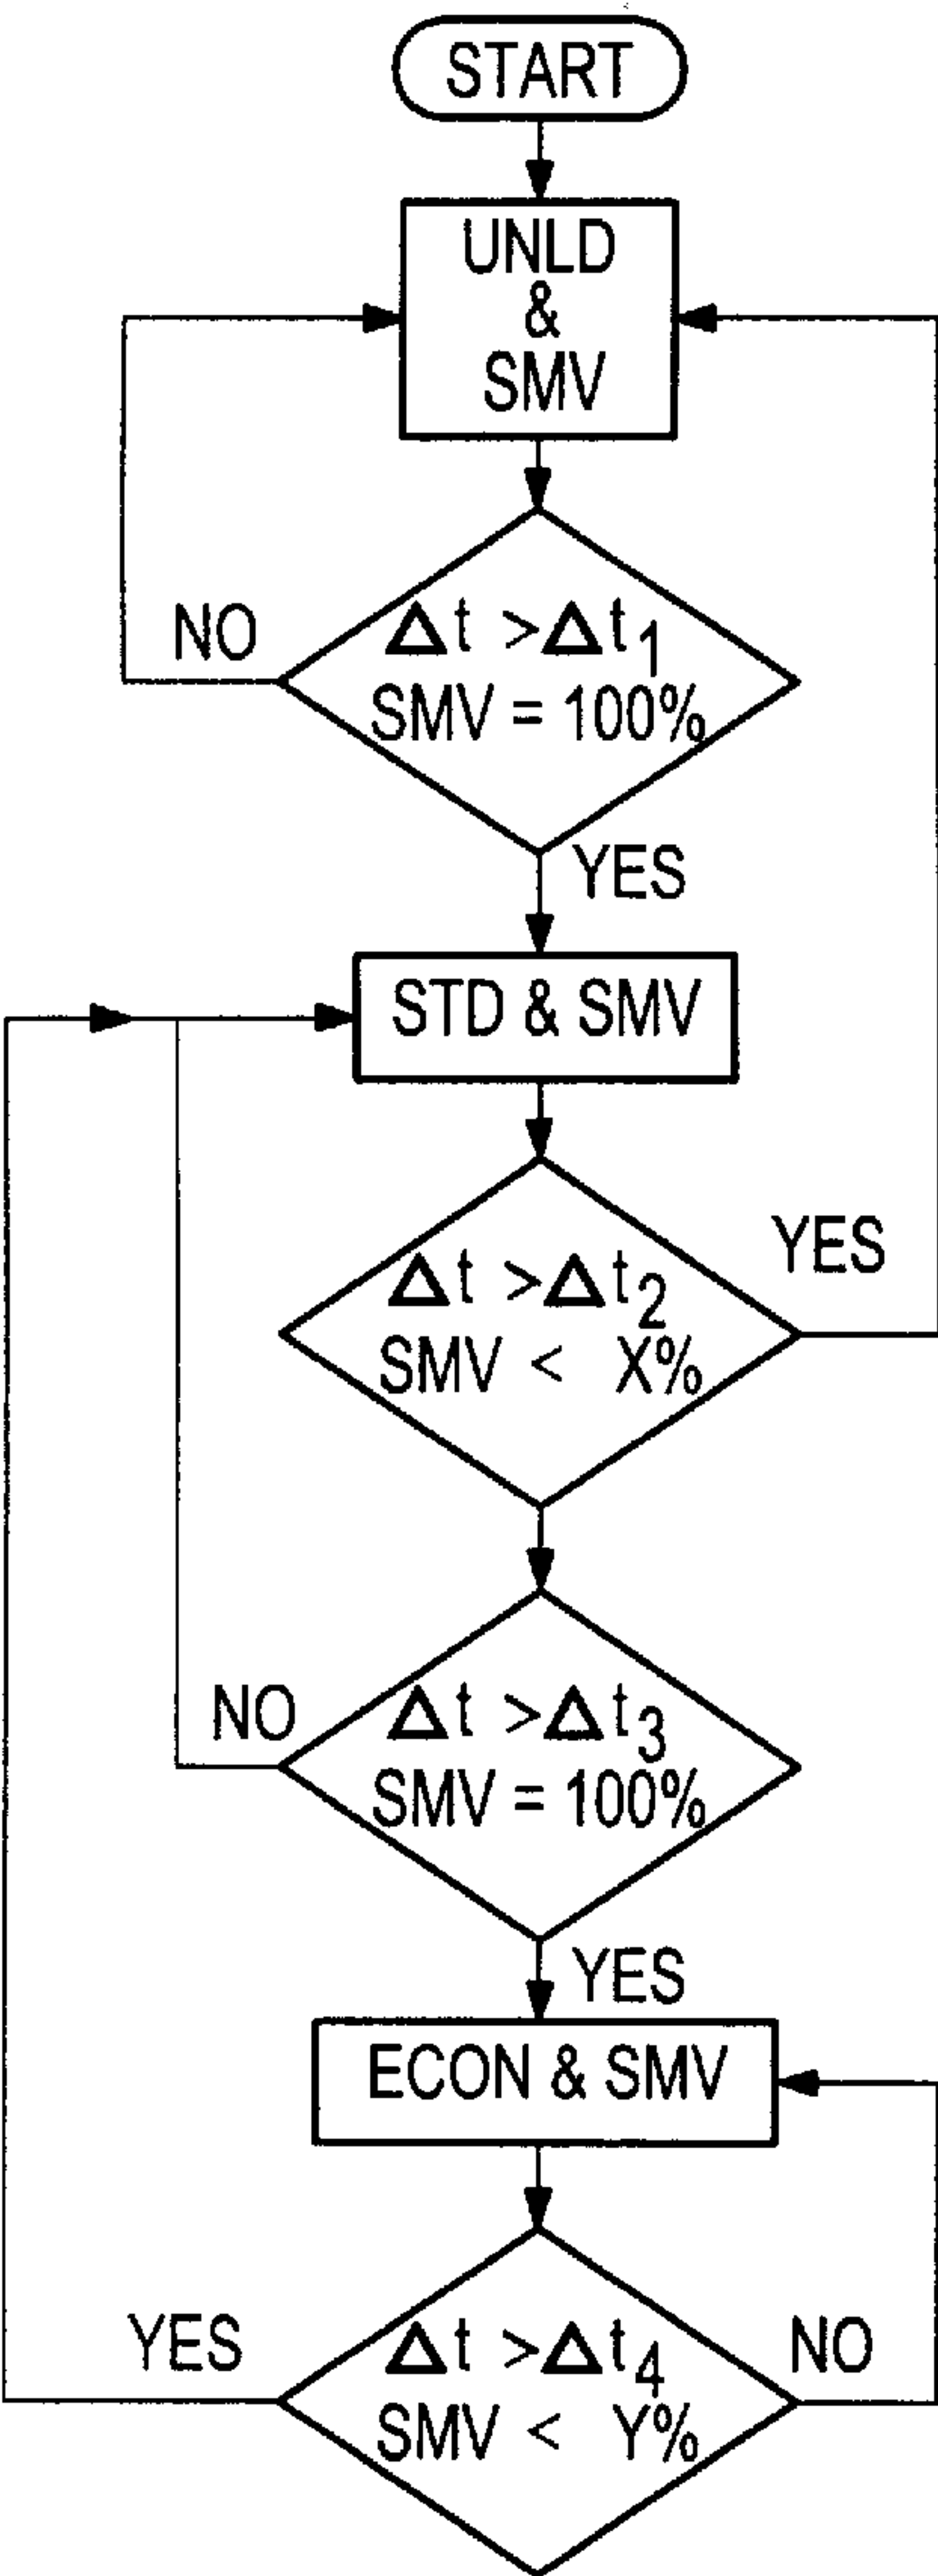 START
UNLD
&
SMV
Δt >Δt₁
SMV = 100%
NO
YES
STD & SMV
Δt >Δt₂
SMV < X%
YES
Δt >Δt₃
SMV = 100%
NO
YES
ECON & SMV
Δt >Δt₄
SMV < Y%
YES
NO